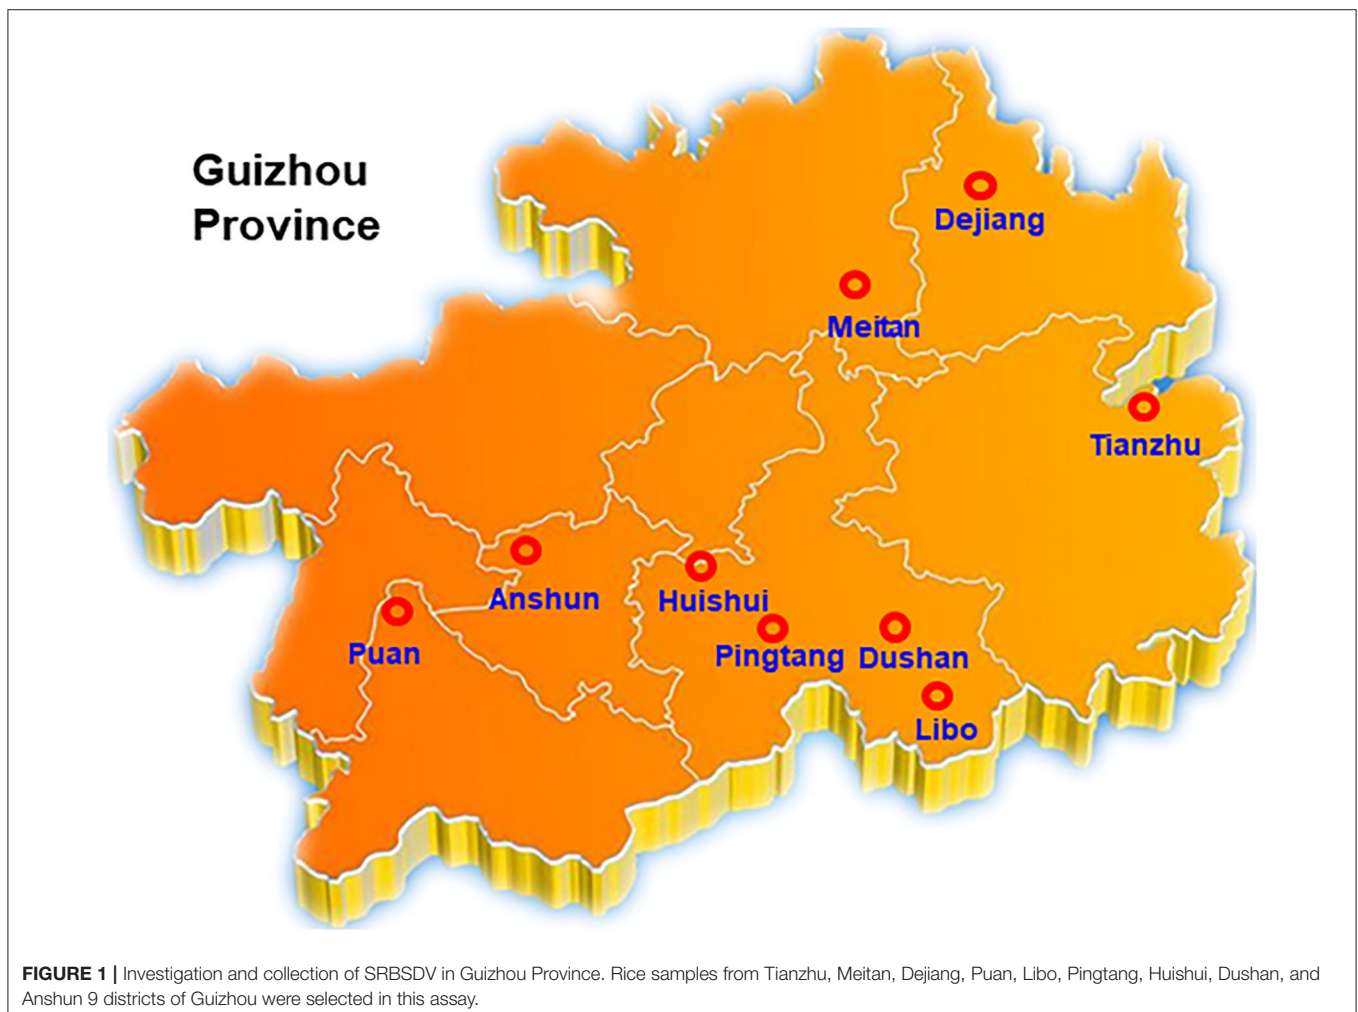 Guizhou
Province
Dejiang
Meitan
Tianzhu
Anshun
Huishui
Puan
Pingtang
Dushan
Libo
FIGURE 1 | Investigation and collection of SRBSDV in Guizhou Province. Rice samples from Tianzhu, Meitan, Dejiang, Puan, Libo, Pingtang, Huishui, Dushan, and
Anshun 9 districts of Guizhou were selected in this assay.